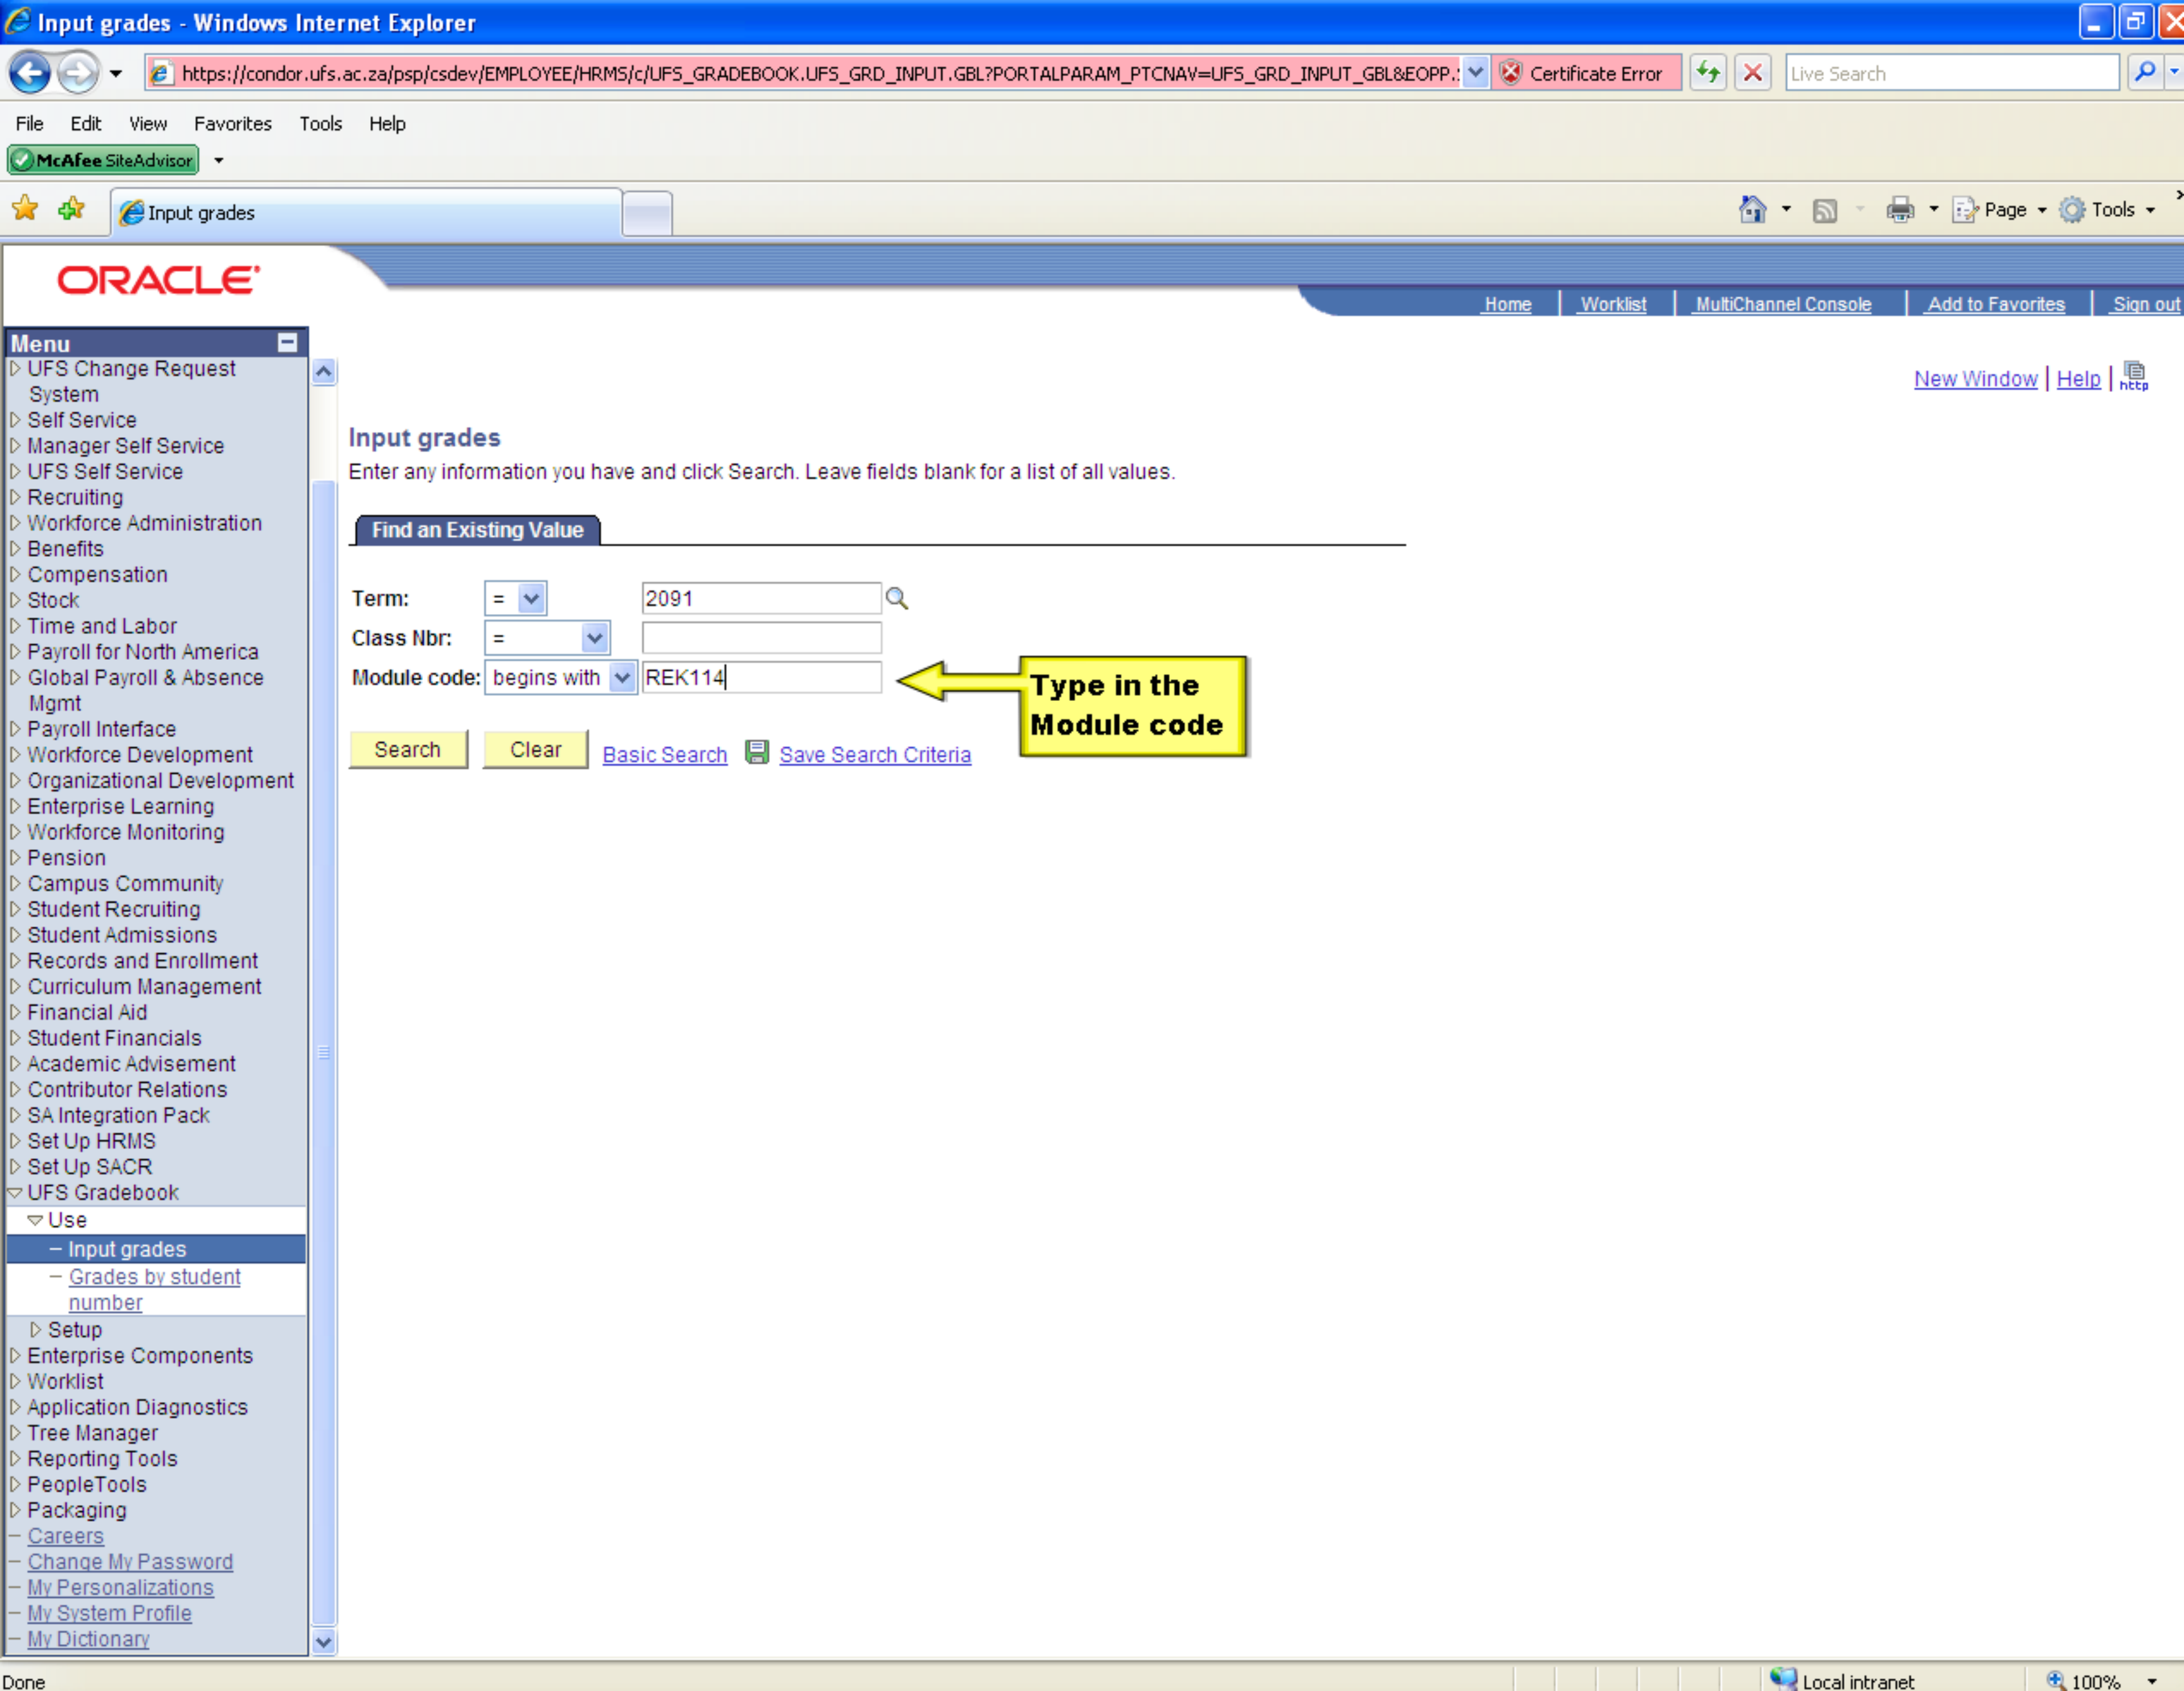 Input grades - Windows Internet Explorer
https://condor.ufs.ac.za/psp/csdev/EMPLOYEE/HRMS/c/UFS_GRADEBOOK.UFS_GRD_INPUT.GBL?PORTALPARAM_PTCNAV=UFS_GRD_INPUT_GBL&EOPP.: Certificate Error Live Search
File Edit View Favorites Tools Help
McAfee SiteAdvisor
Input grades Page Tools
ORACLE
Home Worklist MultiChannel Console Add to Favorites Sign out
Menu
UFS Change Request
System
Self Service
Manager Self Service
UFS Self Service
Recruiting
Workforce Administration
Benefits
Compensation
Stock
Time and Labor
Payroll for North America
Global Payroll & Absence
Mgmt
Payroll Interface
Workforce Development
Organizational Development
Enterprise Learning
Workforce Monitoring
Pension
Campus Community
Student Recruiting
Student Admissions
Records and Enrollment
Curriculum Management
Financial Aid
Student Financials
Academic Advisement
Contributor Relations
SA Integration Pack
Set Up HRMS
Set Up SACR
UFS Gradebook
Use
– Input grades
– Grades by student
number
Setup
Enterprise Components
Worklist
Application Diagnostics
Tree Manager
Reporting Tools
PeopleTools
Packaging
– Careers
– Change My Password
– My Personalizations
– My System Profile
– My Dictionary
New Window | Help | http
Input grades
Enter any information you have and click Search. Leave fields blank for a list of all values.
Find an Existing Value
Term: = 2091
Class Nbr: =
Module code: begins with REK114
Type in the
Module code
Search Clear Basic Search Save Search Criteria
Done Local intranet 100%